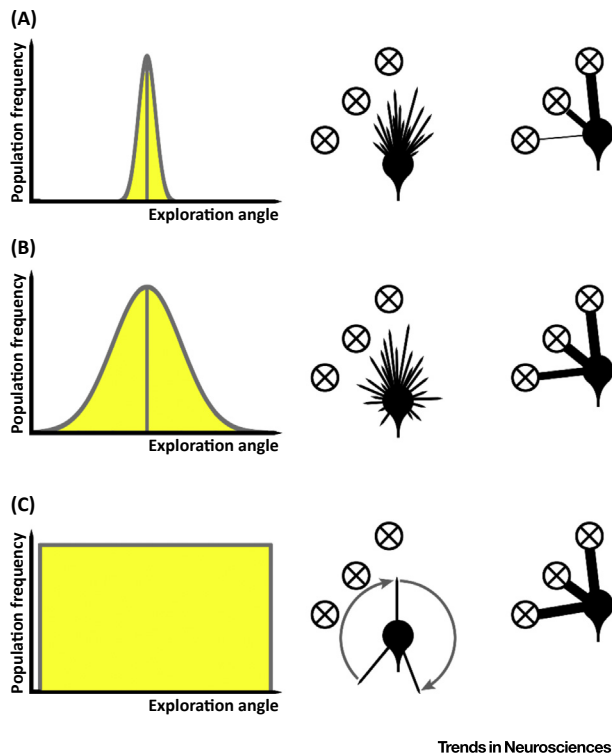 (A)
Population frequency
Exploration angle
(B)
Population frequency
Exploration angle
(C)
Population frequency
Exploration angle
Trends in Neurosciences